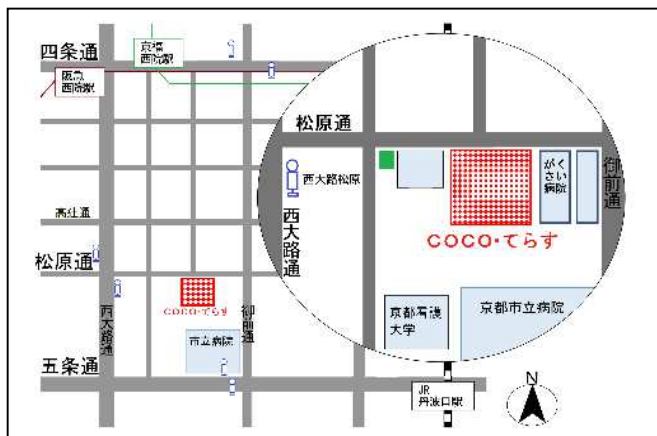 四条通
京福
西院駅
阪急
西院駅
松原通
西大路松原
がくさい
病院
御前通
西大路通
COCO・てらす
高辻通
松原通
西大路通
COCO・てらす
御前通
市立病院
京都看護
大学
京都市立病院
五条通
JR
丹波口駅
N